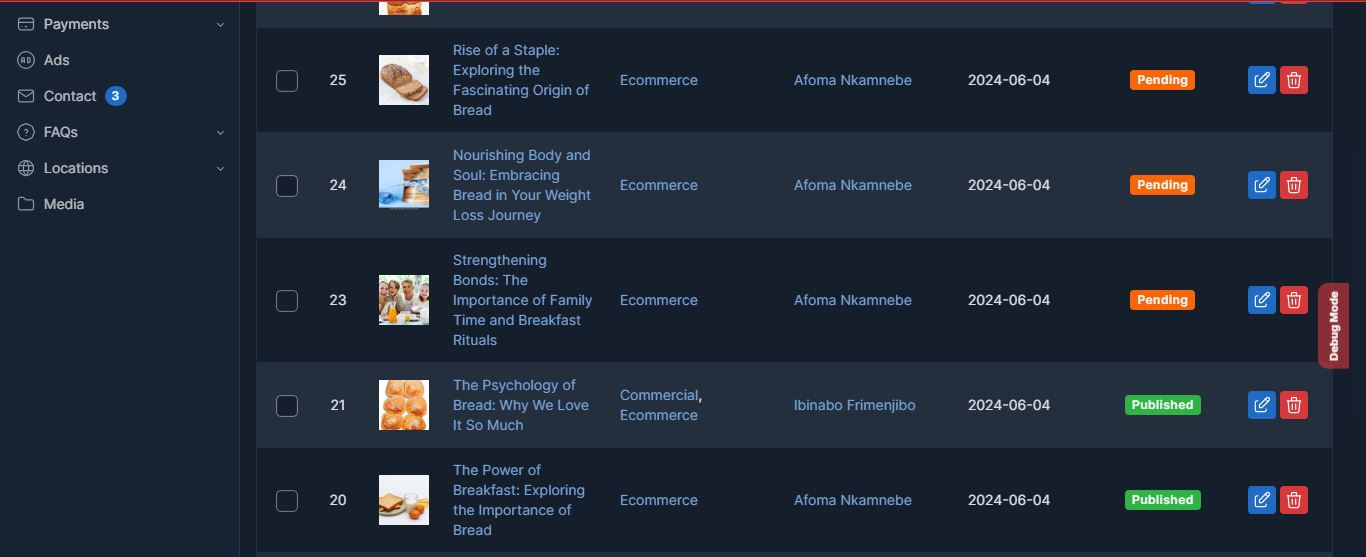 Payments
Ads
Contact 3
FAQs
Locations
Media
25
Rise of a Staple:
Exploring the
Fascinating Origin of
Bread
Ecommerce
Afoma Nkamnebe
2024-06-04
Pending
24
Nourishing Body and
Soul: Embracing
Bread in Your Weight
Loss Journey
Ecommerce
Afoma Nkamnebe
2024-06-04
Pending
23
Strengthening
Bonds: The
Importance of Family
Time and Breakfast
Rituals
Ecommerce
Afoma Nkamnebe
2024-06-04
Pending
21
The Psychology of
Bread: Why We Love
It So Much
Commercial,
Ecommerce
Ibinabo Frimenjibo
2024-06-04
Published
20
The Power of
Breakfast: Exploring
the Importance of
Bread
Ecommerce
Afoma Nkamnebe
2024-06-04
Published
Debug Mode